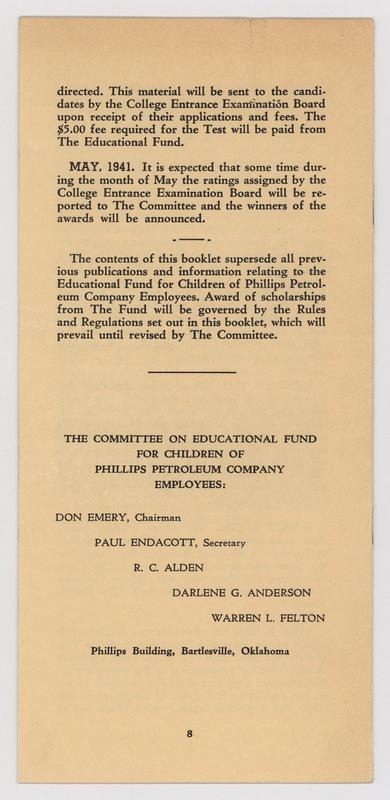 directed. This material will be sent to the candi-
dates by the College Entrance Examination Board
upon receipt of their applications and fees. The
$5.00 fee required for the Test will be paid from
The Educational Fund.
MAY, 1941. It is expected that some time dur-
ing the month of May the ratings assigned by the
College Entrance Examination Board will be re-
ported to The Committee and the winners of the
awards will be announced.
The contents of this booklet supersede all prev-
ious publications and information relating to the
Educational Fund for Children of Phillips Petrol-
eum Company Employees. Award of scholarships
from The Fund will be governed by the Rules
and Regulations set out in this booklet, which will
prevail until revised by The Committee.
THE COMMITTEE ON EDUCATIONAL FUND
FOR CHILDREN OF
PHILLIPS PETROLEUM COMPANY
EMPLOYEES:
DON EMERY, Chairman
PAUL ENDACOTT, Secretary
R. C. ALDEN
DARLENE G. ANDERSON
WARREN L. FELTON
Phillips Building, Bartlesville, Oklahoma
8